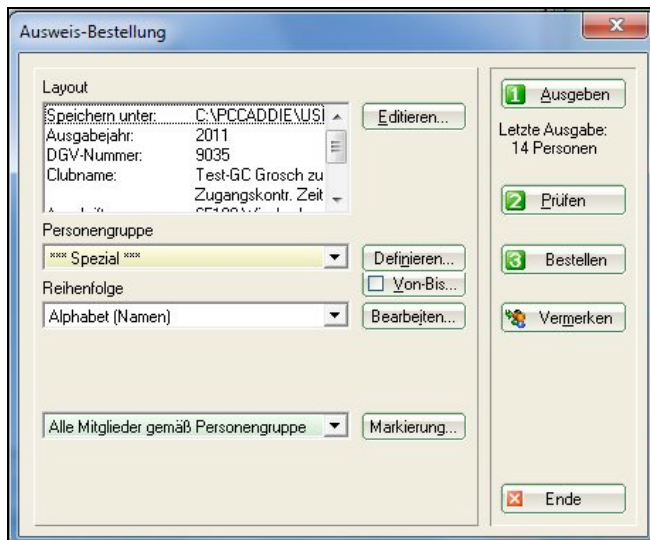 Ausweis-Bestellung
Layout
Speichern unter: C:\PCCADDIE\USI
Ausgabejahr: 2011
DGV-Nummer: 9035
Clubname: Test-GC Grosch zu
Zugangskontr. Zeit
Editieren...
Personengruppe
*** Spezial ***
Definieren...
Von-Bis...
Reihenfolge
Alphabet (Namen)
Bearbeiten...
Alle Mitglieder gemäß Personengruppe
Markierung...
1 Ausgeben
Letzte Ausgabe:
14 Personen
2 Prüfen
3 Bestellen
Vermerken
Ende